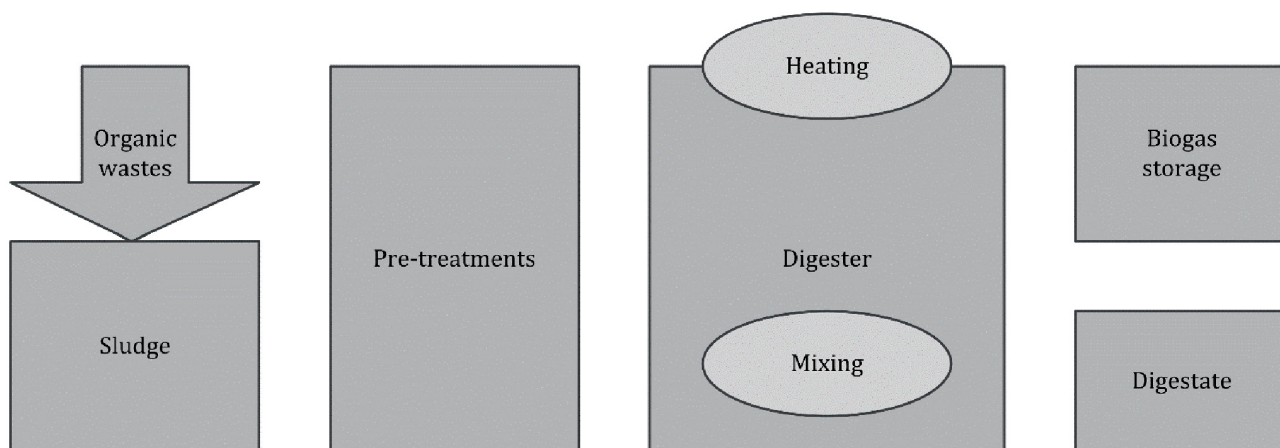 Organic
wastes
Sludge
Pre-treatments
Heating
Digester
Mixing
Biogas
storage
Digestate